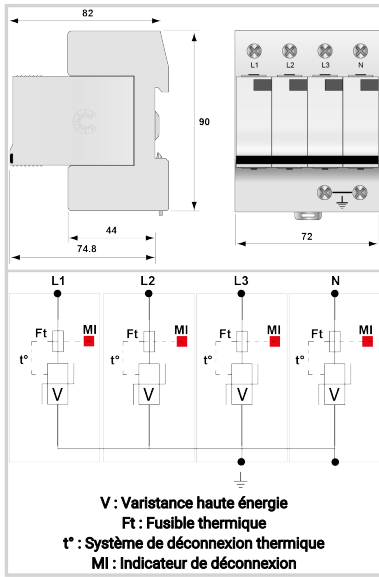 82
L1 L2 L3 N
90
44
74.8
72
L1 L2 L3 N
Ft MI Ft MI Ft MI Ft MI
t° t° t° t°
V V V V
V : Varistance haute énergie
Ft : Fusible thermique
t° : Système de déconnexion thermique
MI : Indicateur de déconnexion